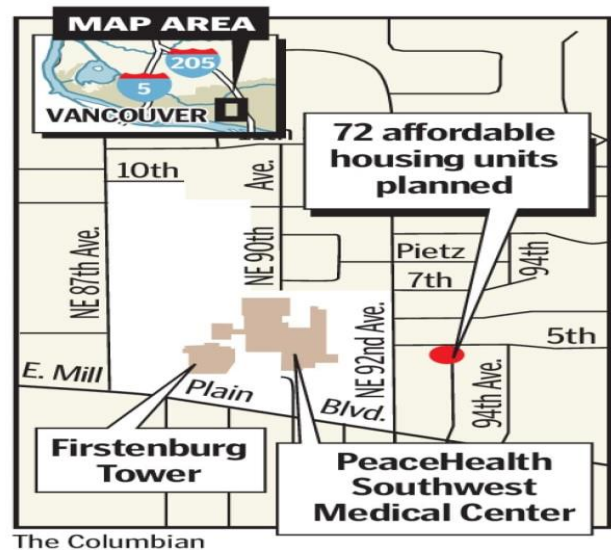 MAP AREA
205
5
VANCOUVER
72 affordable
housing units
planned
10th
Ave.
NE 90th
NE 87th Ave.
Pietz
94th
7th
NE 92nd Ave.
5th
94th Ave.
E. Mill
Plain
Blvd.
Firstenburg
Tower
PeaceHealth
Southwest
Medical Center
The Columbian